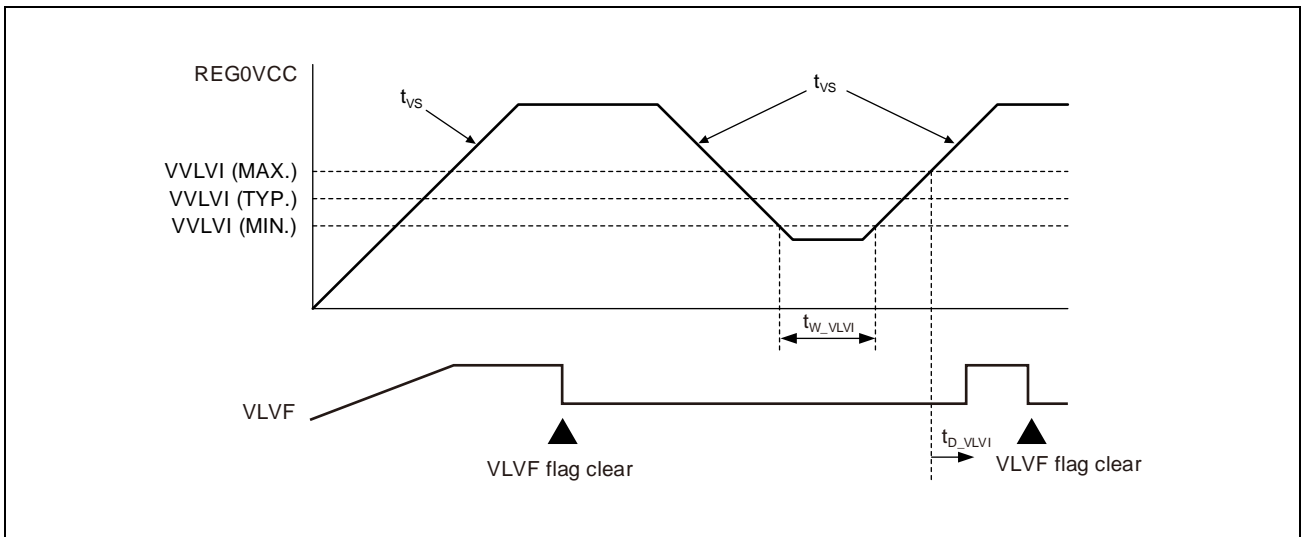 REG0VCC
tVS
tVS
VVLVI (MAX.)
VVLVI (TYP.)
VVLVI (MIN.)
tW_VLVI
VLVF
tD_VLVI
VLVF flag clear
VLVF flag clear